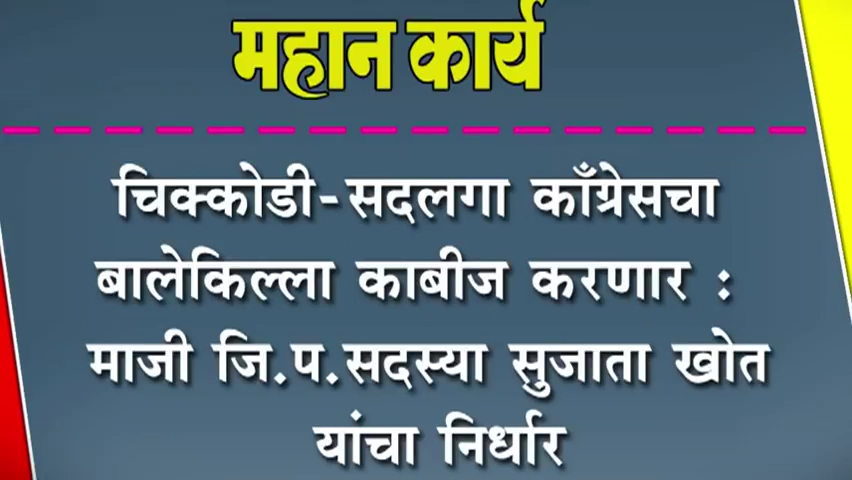 महान कार्य
चिक्कोडी-सदलगा काँग्रेसचा
बालेकिल्ला काबीज करणार :
माजी जि.प.सदस्या सुजाता खोत
यांचा निर्धार